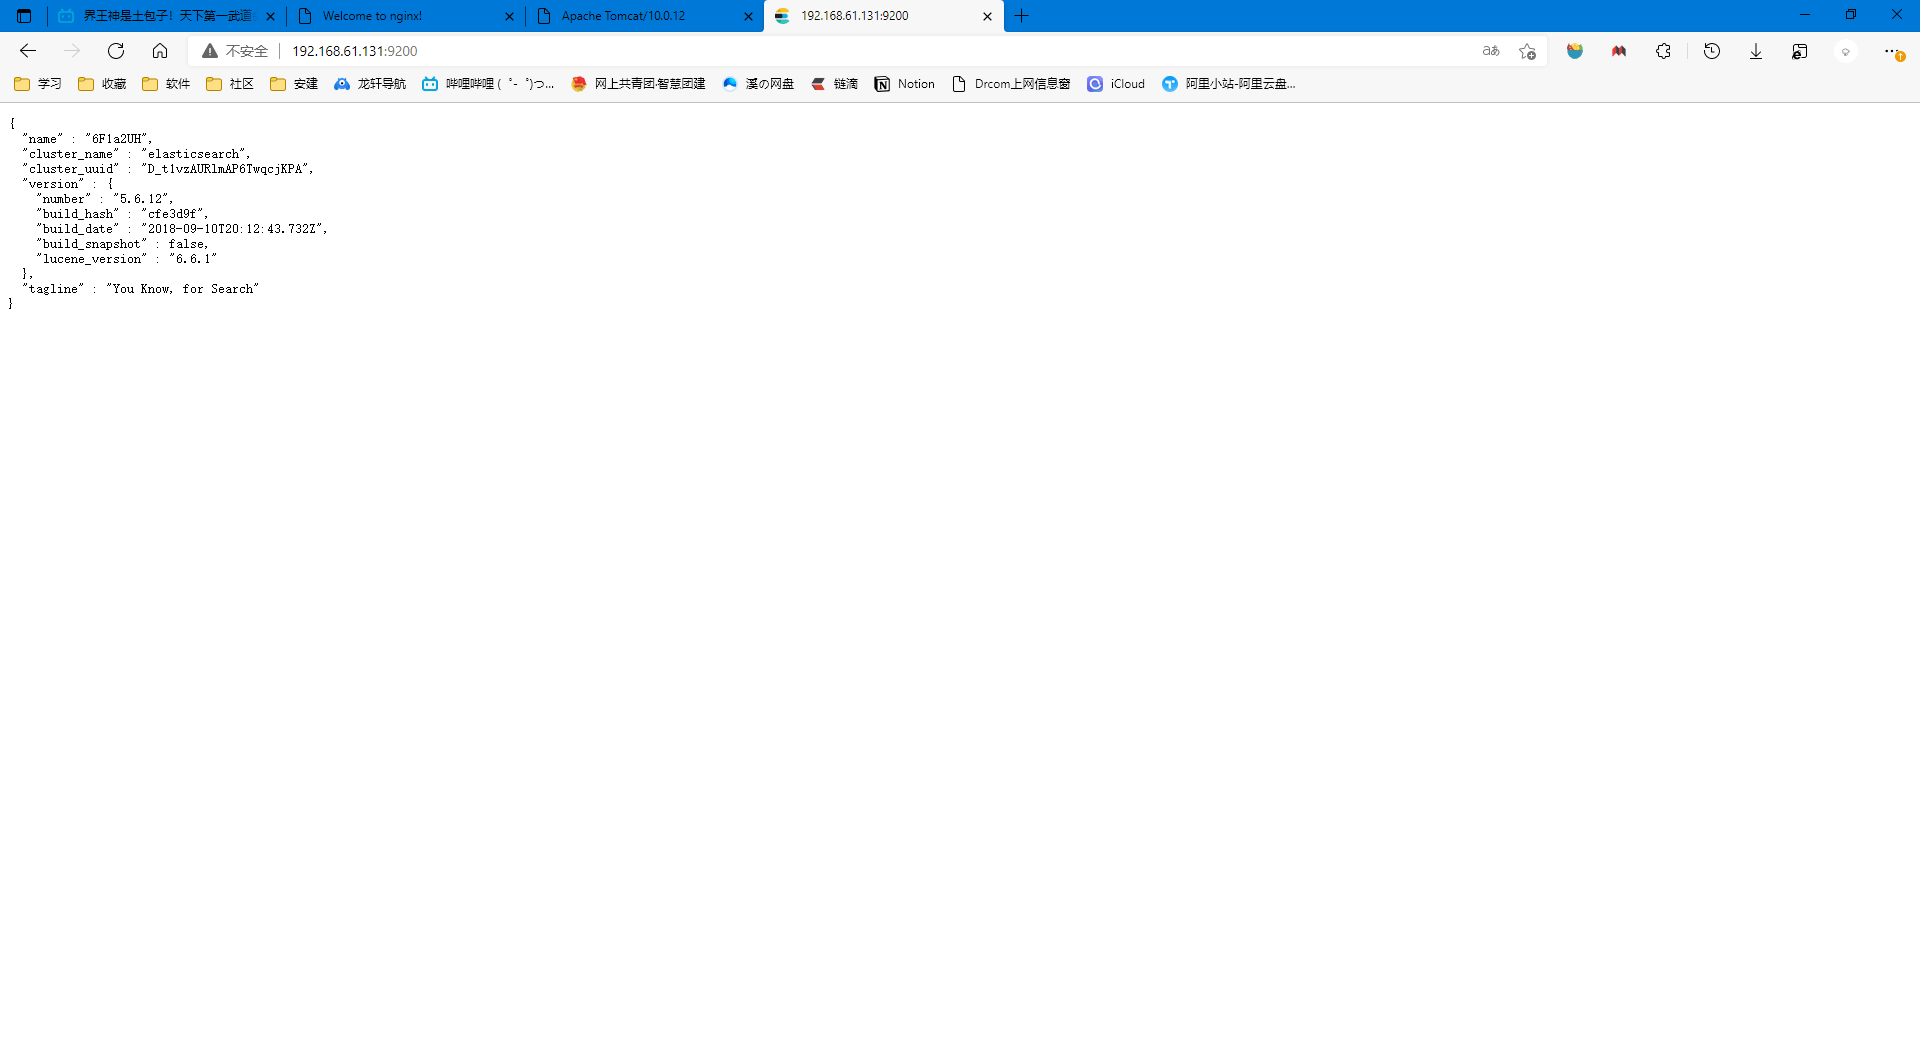 界王神是土包子！天下第一武道
Welcome to nginx!
Apache Tomcat/10.0.12
192.168.61.131:9200
不安全
192.168.61.131:9200
aあ
学习
收藏
软件
社区
安建
龙轩导航
哔哩哔哩 ( ゜- ゜)つ...
网上共青团·智慧团建
溪の网盘
链滴
Notion
Drcom上网信息窗
iCloud
阿里小站-阿里云盘...
{
"name" : "6F1a2UH",
"cluster_name" : "elasticsearch",
"cluster_uuid" : "D_t1vzAURlmAP6TwqcjKPA",
"version" : {
"number" : "5.6.12",
"build_hash" : "cfe3d9f",
"build_date" : "2018-09-10T20:12:43.732Z",
"build_snapshot" : false,
"lucene_version" : "6.6.1"
},
"tagline" : "You Know, for Search"
}